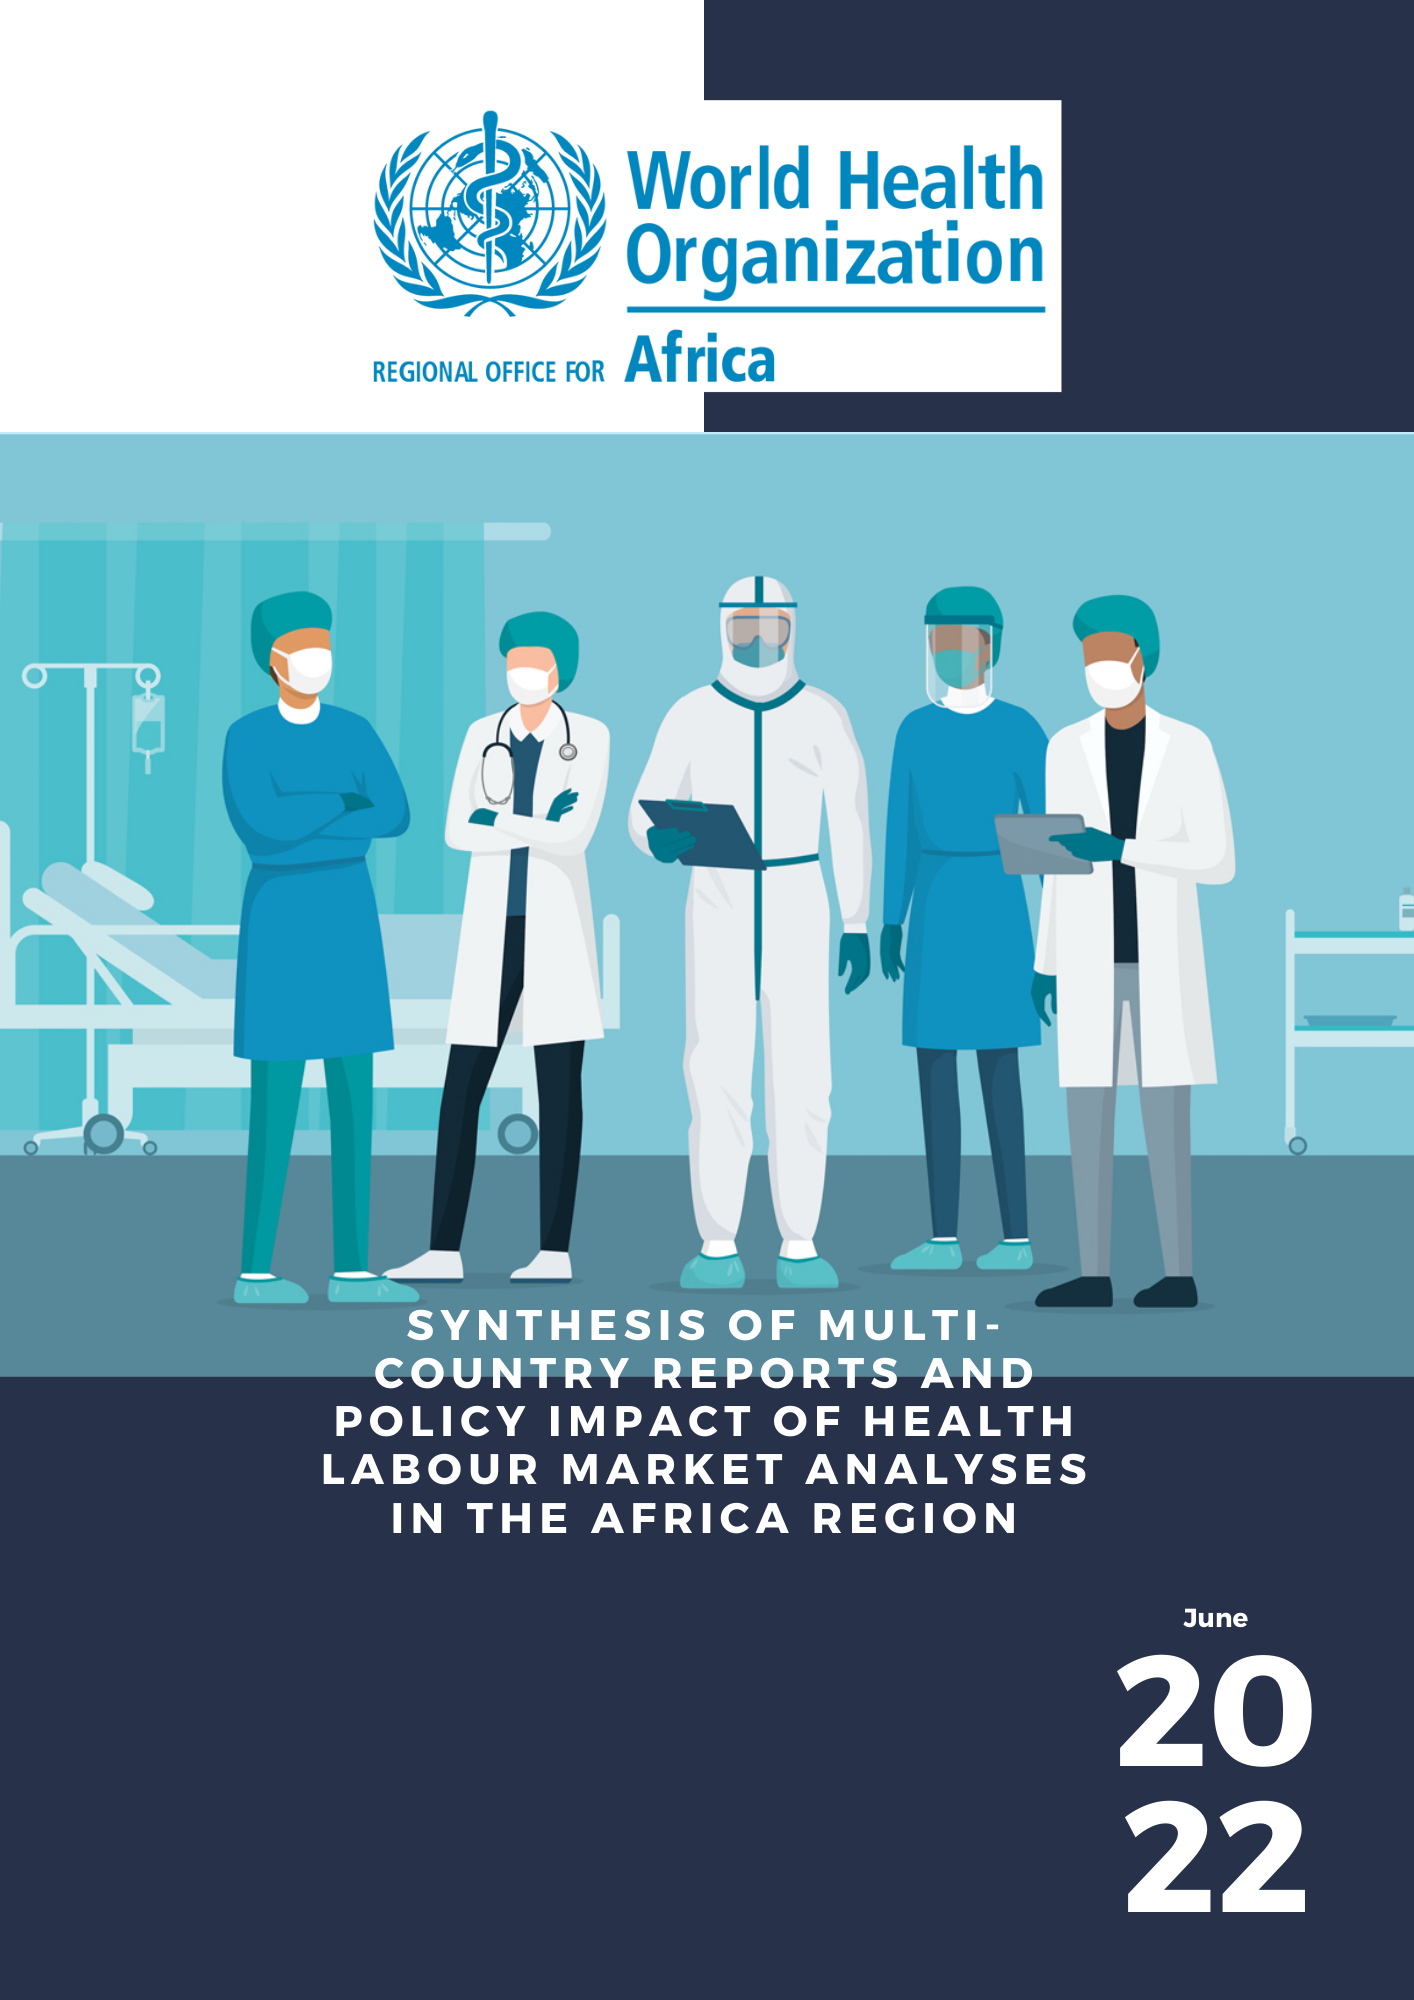 World Health
Organization
REGIONAL OFFICE FOR Africa
SYNTHESIS OF MULTI-
COUNTRY REPORTS AND
POLICY IMPACT OF HEALTH
LABOUR MARKET ANALYSES
IN THE AFRICA REGION
June
20
22